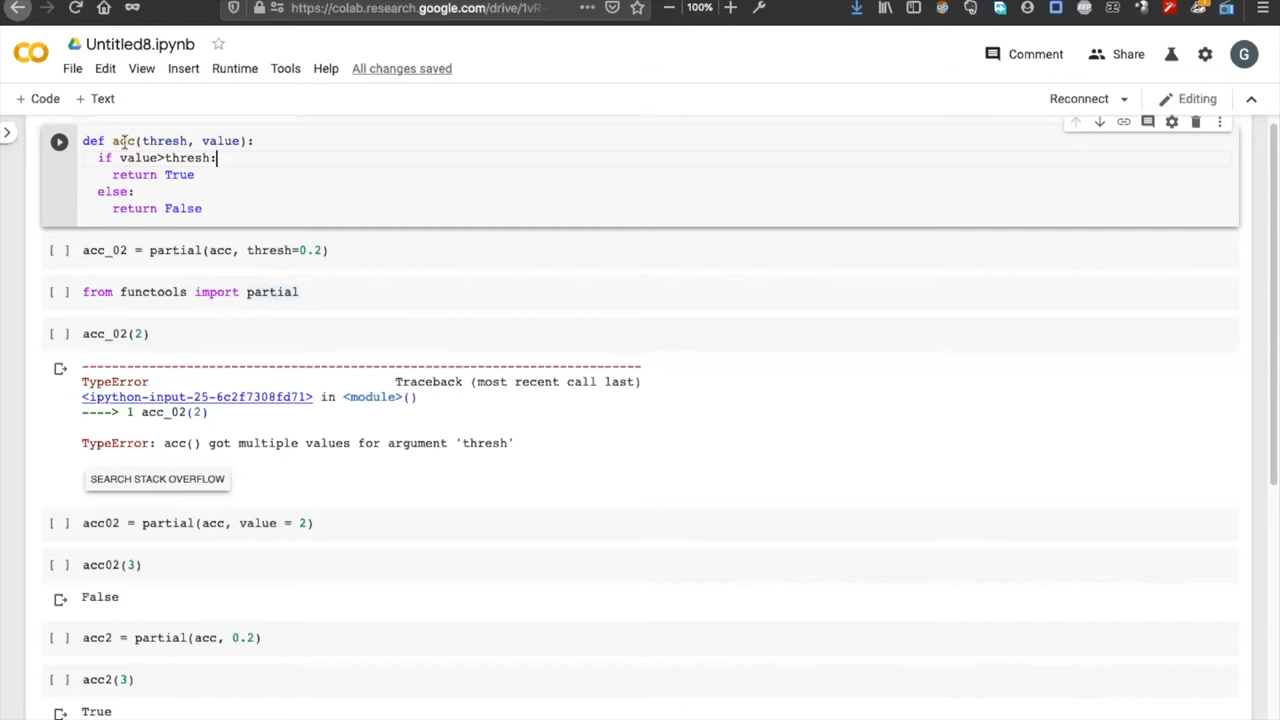 https://colab.research.google.com/drive/1vR-
100%
ABP
Untitled8.ipynb
Comment
Share
G
File Edit View Insert Runtime Tools Help All changes saved
+ Code + Text
Reconnect
Editing
def acc(thresh, value):
if value>thresh:
return True
else:
return False
[ ] acc_02 = partial(acc, thresh=0.2)
[ ] from functools import partial
[ ] acc_02(2)
---------------------------------------------------------------------------
TypeError Traceback (most recent call last)
<ipython-input-25-6c2f7308fd71> in <module>()
----> 1 acc_02(2)
TypeError: acc() got multiple values for argument 'thresh'
SEARCH STACK OVERFLOW
[ ] acc02 = partial(acc, value = 2)
[ ] acc02(3)
False
[ ] acc2 = partial(acc, 0.2)
[ ] acc2(3)
True